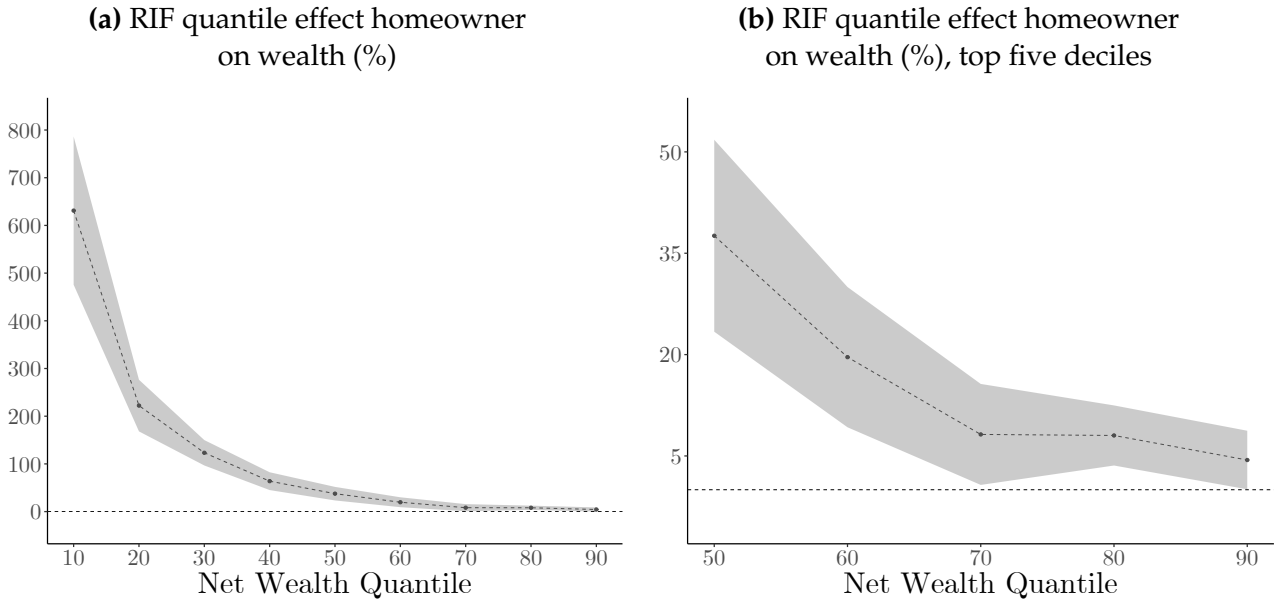 (a) RIF quantile effect homeowner
on wealth (%)
800
700
600
500
400
300
200
100
0
10 20 30 40 50 60 70 80 90
Net Wealth Quantile
(b) RIF quantile effect homeowner
on wealth (%), top five deciles
50
35
20
5
50 60 70 80 90
Net Wealth Quantile